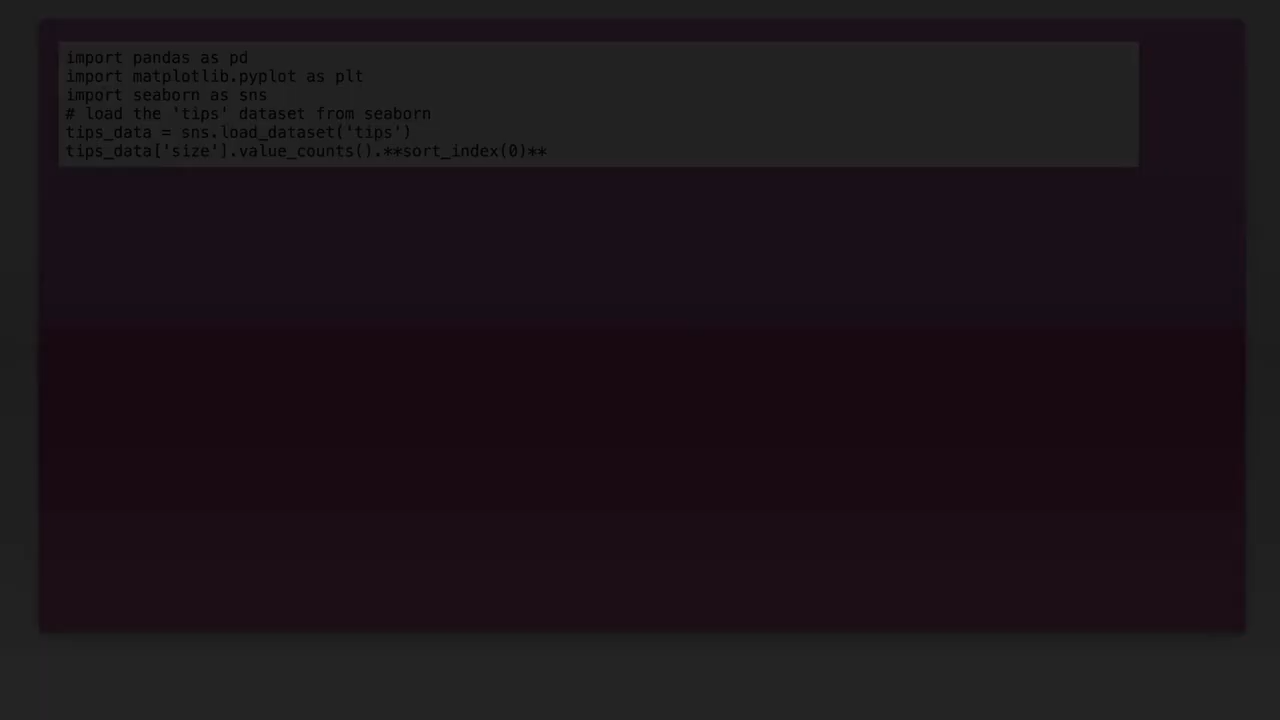 import pandas as pd
import matplotlib.pyplot as plt
import seaborn as sns
# load the 'tips' dataset from seaborn
tips_data = sns.load_dataset('tips')
tips_data['size'].value_counts().**sort_index(0)**